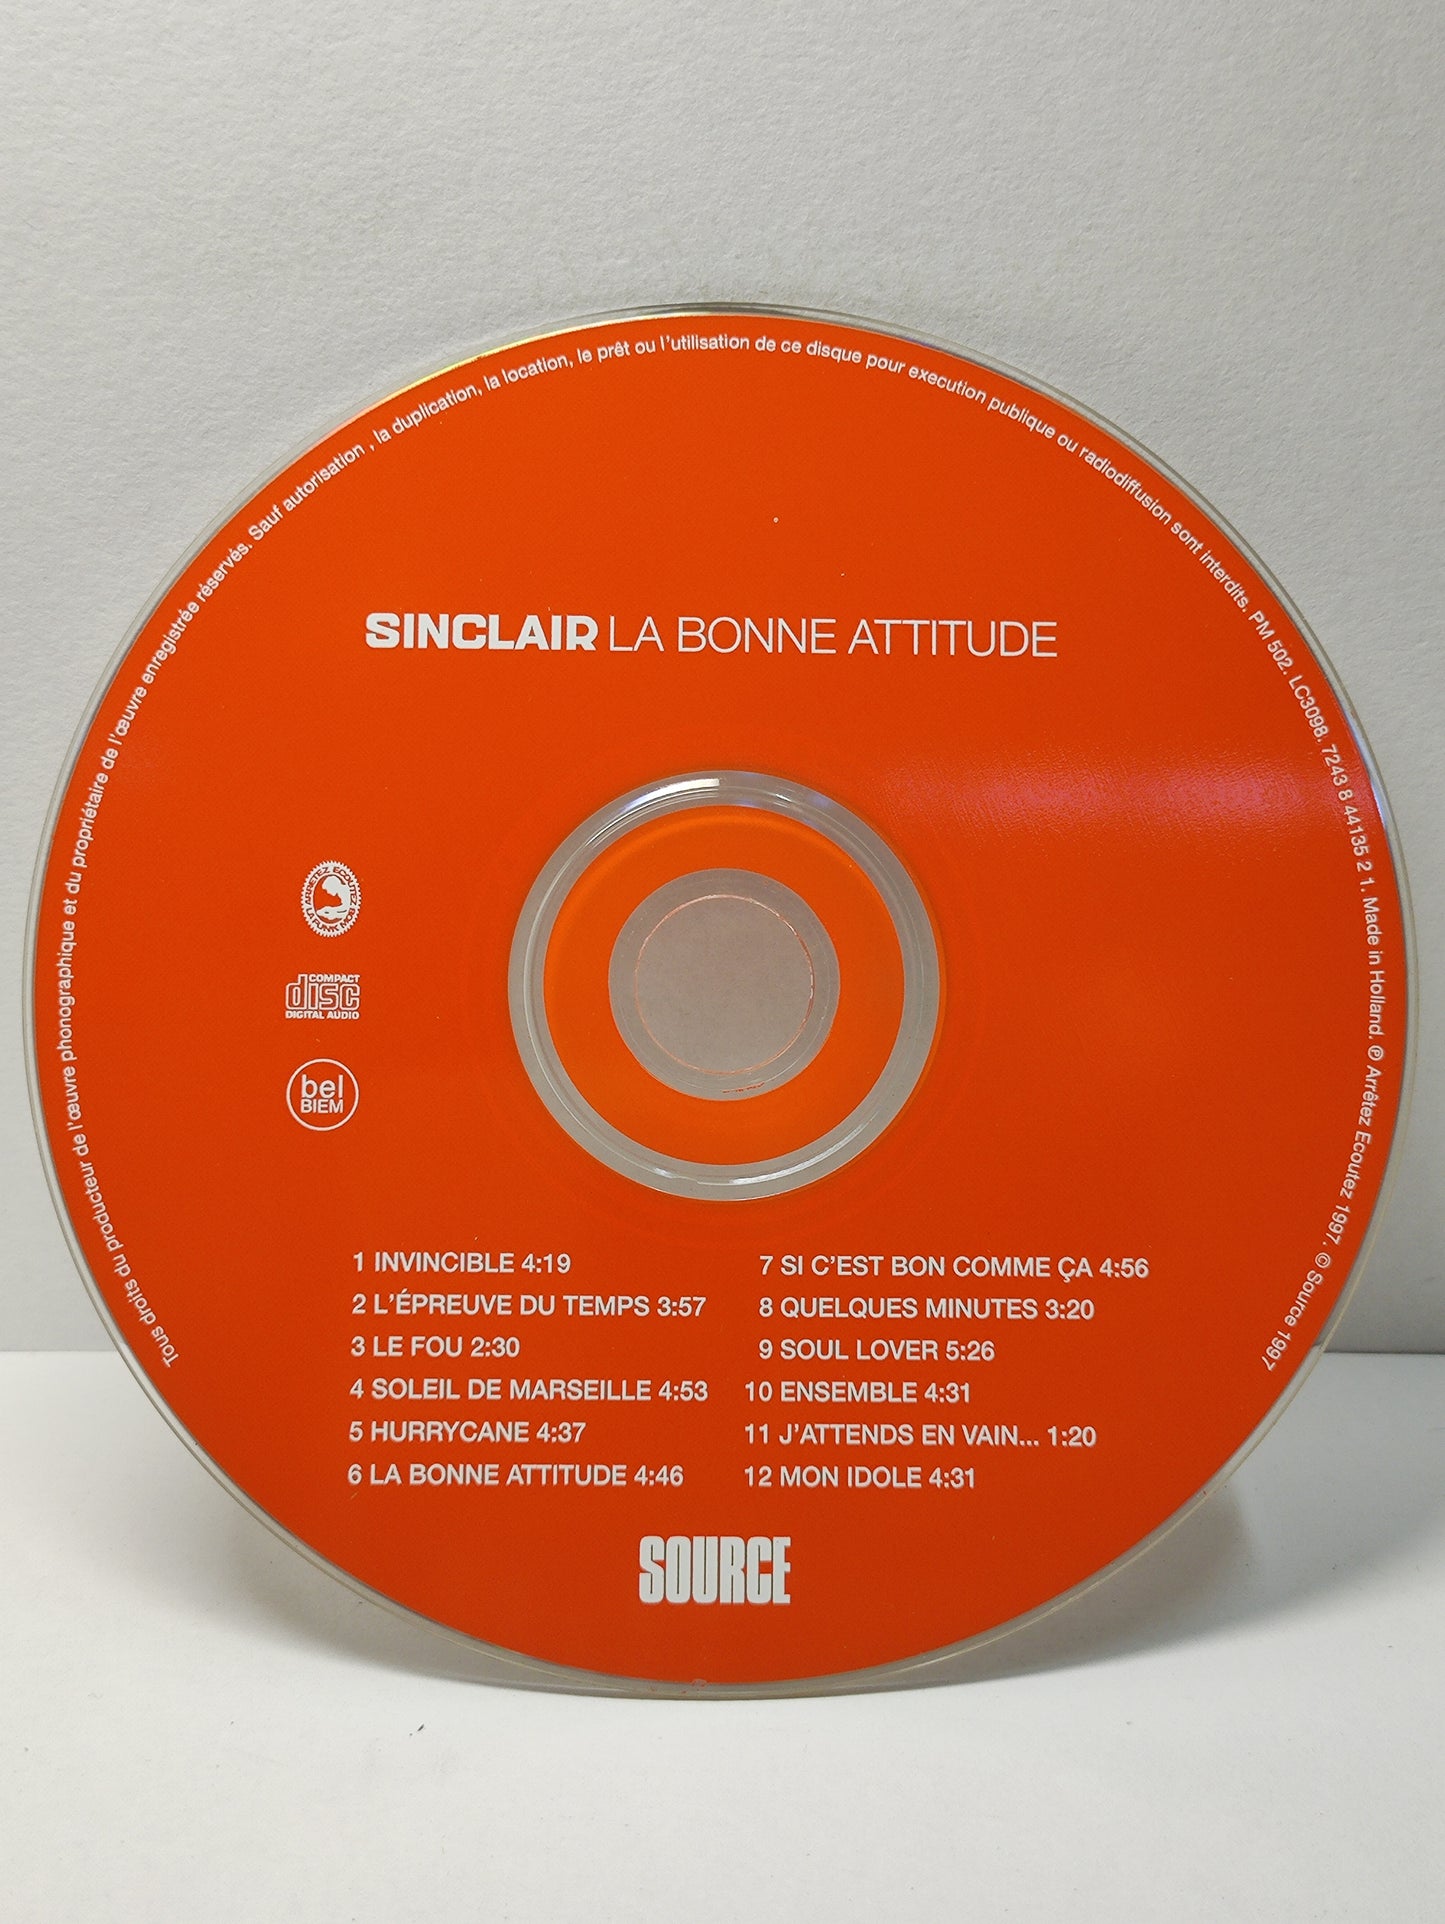 Tous droits du producteur de l'œuvre phonographique et du propriétaire de l'œuvre enregistrée réservés. Sauf autorisation , la duplication, la location, le prêt ou l'utilisation de ce disque pour execution publique ou radiodiffusion sont interdits. PM 502. LC3098. 7243 8 44135 2 1. Made in Holland. ℗ Arrêtez Ecoutez 1997. © Source 1997
SINCLAIR LA BONNE ATTITUDE
ARRETEZ ECOUTEZ
LA FUNK MOB
COMPACT
disc
DIGITAL AUDIO
bel
BIEM
1 INVINCIBLE 4:19
2 L'ÉPREUVE DU TEMPS 3:57
3 LE FOU 2:30
4 SOLEIL DE MARSEILLE 4:53
5 HURRYCANE 4:37
6 LA BONNE ATTITUDE 4:46
7 SI C'EST BON COMME ÇA 4:56
8 QUELQUES MINUTES 3:20
9 SOUL LOVER 5:26
10 ENSEMBLE 4:31
11 J'ATTENDS EN VAIN... 1:20
12 MON IDOLE 4:31
SOURCE